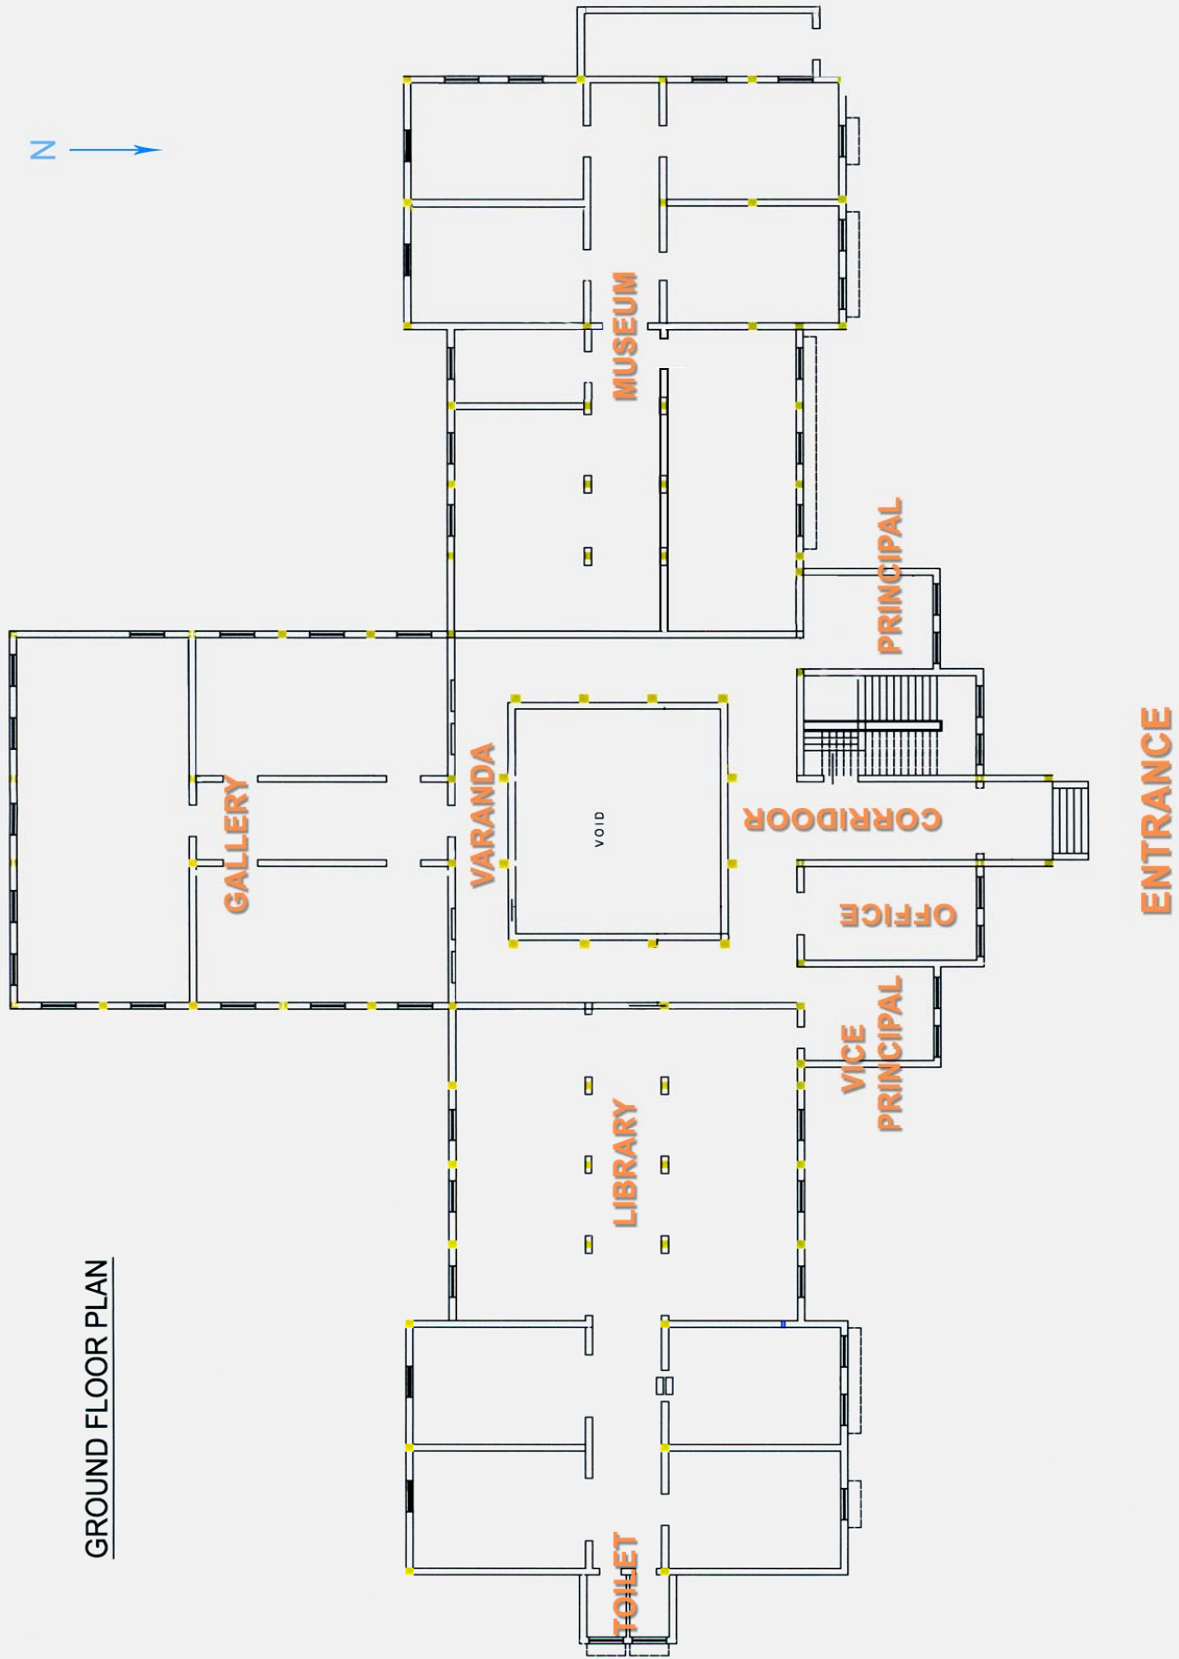 GROUND FLOOR PLAN
N
TOILET
LIBRARY
GALLERY
VARANDA
VOID
MUSEUM
VICE
PRINCIPAL
OFFICE
CORRIDOOR
PRINCIPAL
ENTRANCE